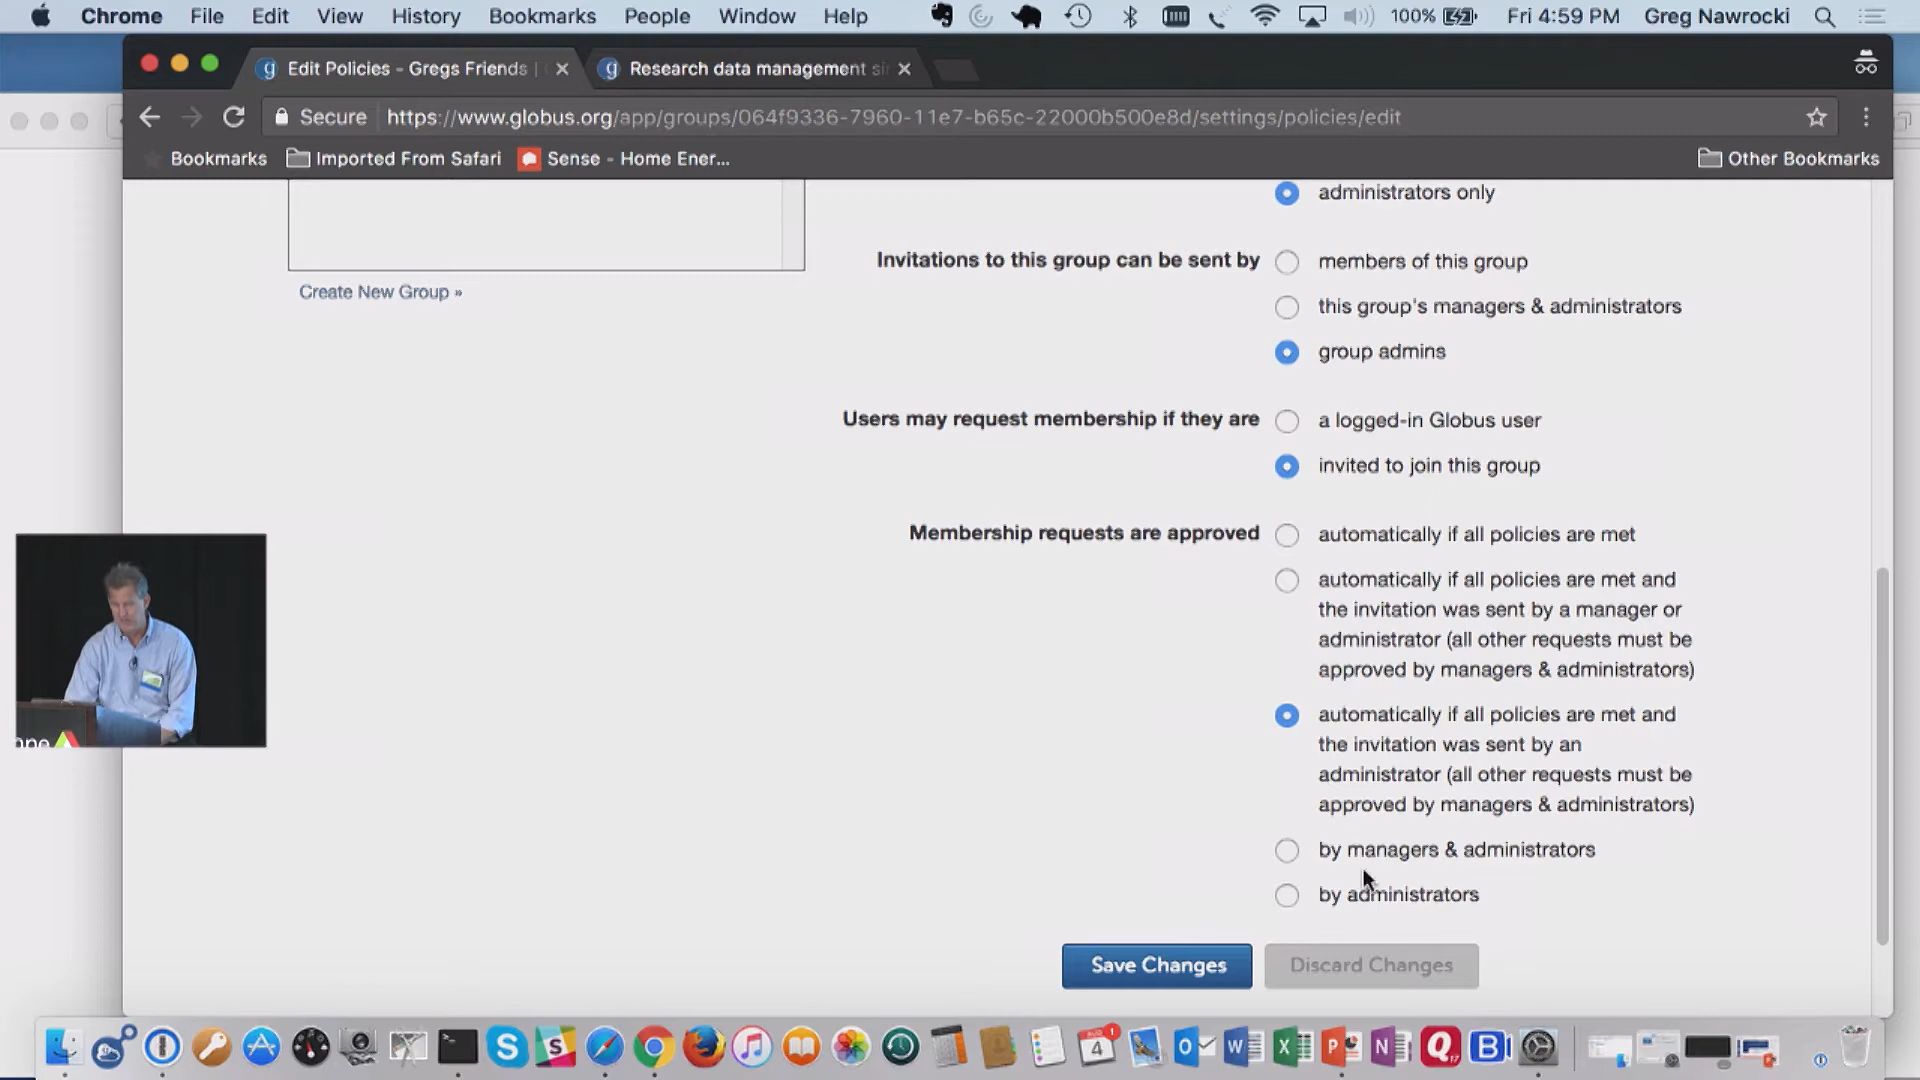 Chrome File Edit View History Bookmarks People Window Help 100% Fri 4:59 PM Greg Nawrocki
Edit Policies - Gregs Friends |
Research data management si
Secure https://www.globus.org/app/groups/064f9336-7960-11e7-b65c-22000b500e8d/settings/policies/edit
Bookmarks Imported From Safari Sense - Home Ener... Other Bookmarks
administrators only
Invitations to this group can be sent by
members of this group
this group's managers & administrators
group admins
Create New Group »
Users may request membership if they are
a logged-in Globus user
invited to join this group
Membership requests are approved
automatically if all policies are met
automatically if all policies are met and
the invitation was sent by a manager or
administrator (all other requests must be
approved by managers & administrators)
automatically if all policies are met and
the invitation was sent by an
administrator (all other requests must be
approved by managers & administrators)
by managers & administrators
by administrators
Save Changes Discard Changes